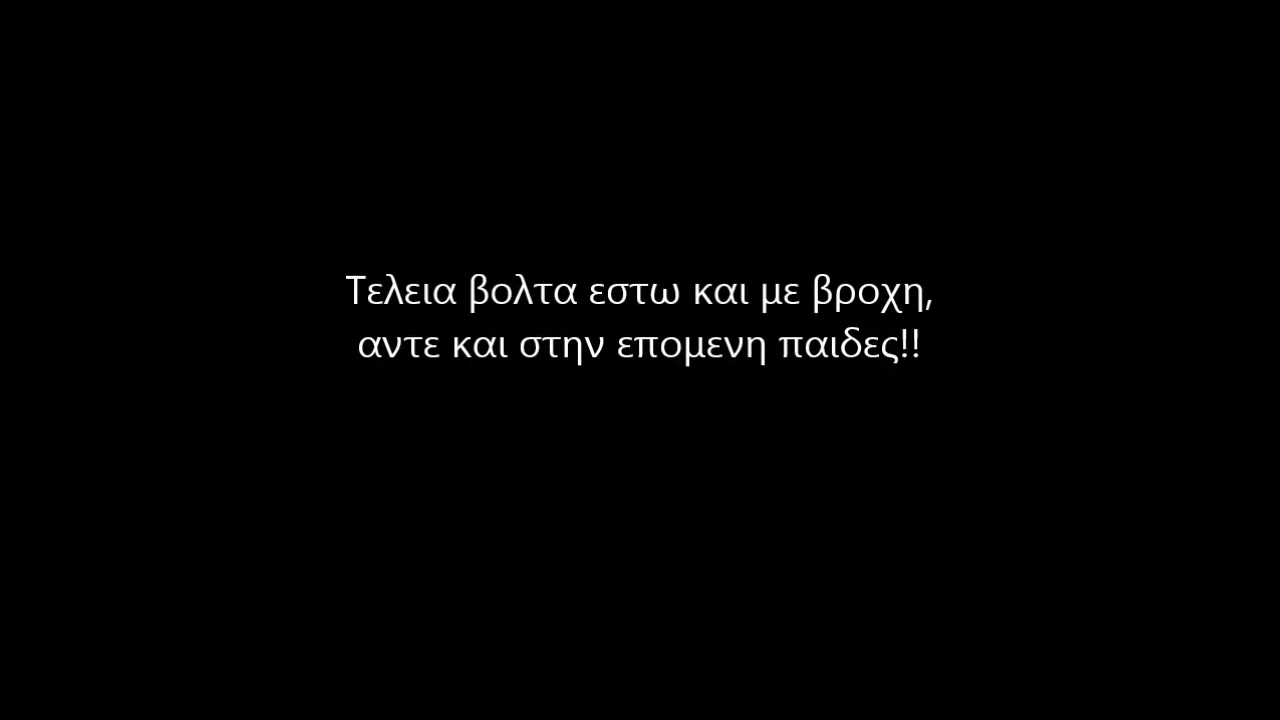 Τελεια βολτα εστω και με βροχη,
αντε και στην επομενη παιδες!!